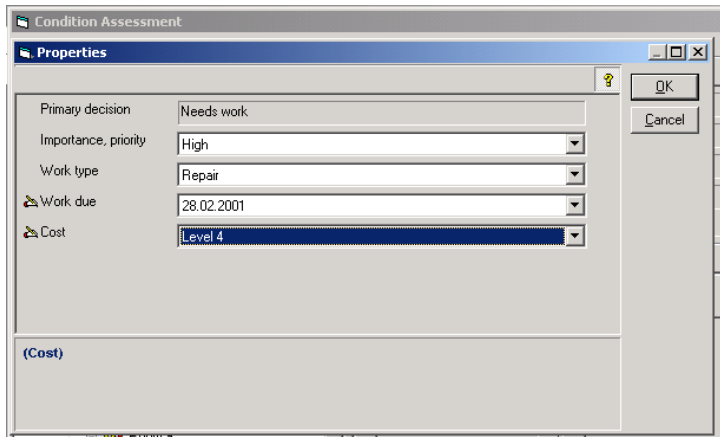 Condition Assessment
Properties
?
OK
Primary decision Needs work
Cancel
Importance, priority High
Work type Repair
Work due 28.02.2001
Cost Level 4
(Cost)